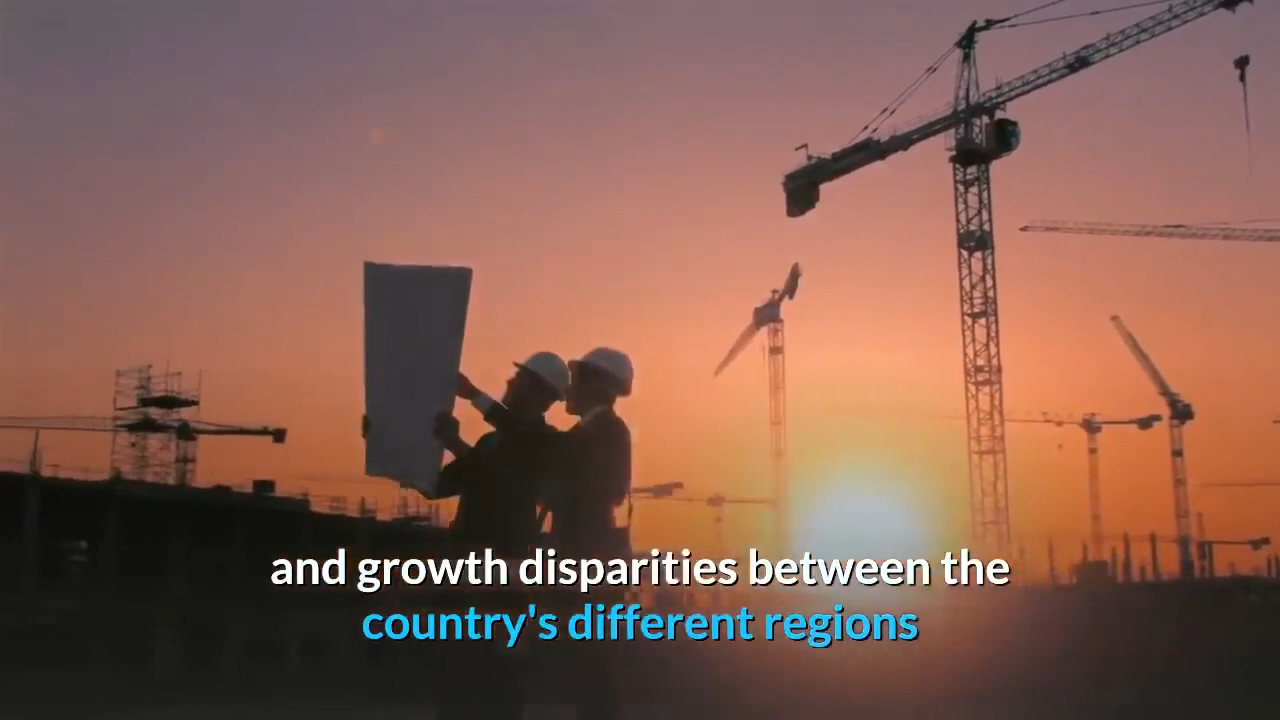 and growth disparities between the
country's different regions